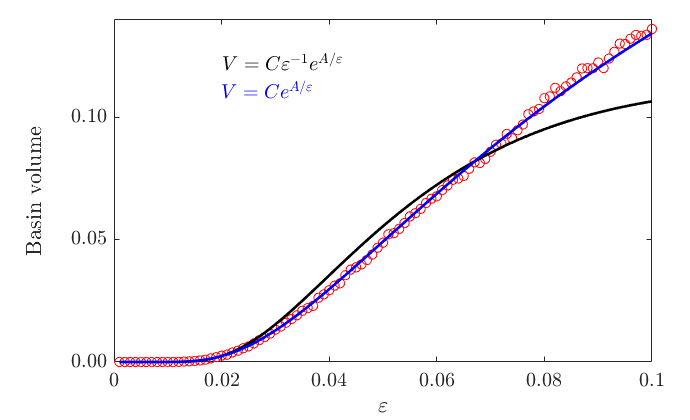 V = Cε⁻¹e^{A/ε}
V = Ce^{A/ε}
0.10
0.05
0.00
Basin volume
0 0.02 0.04 0.06 0.08 0.1
ε